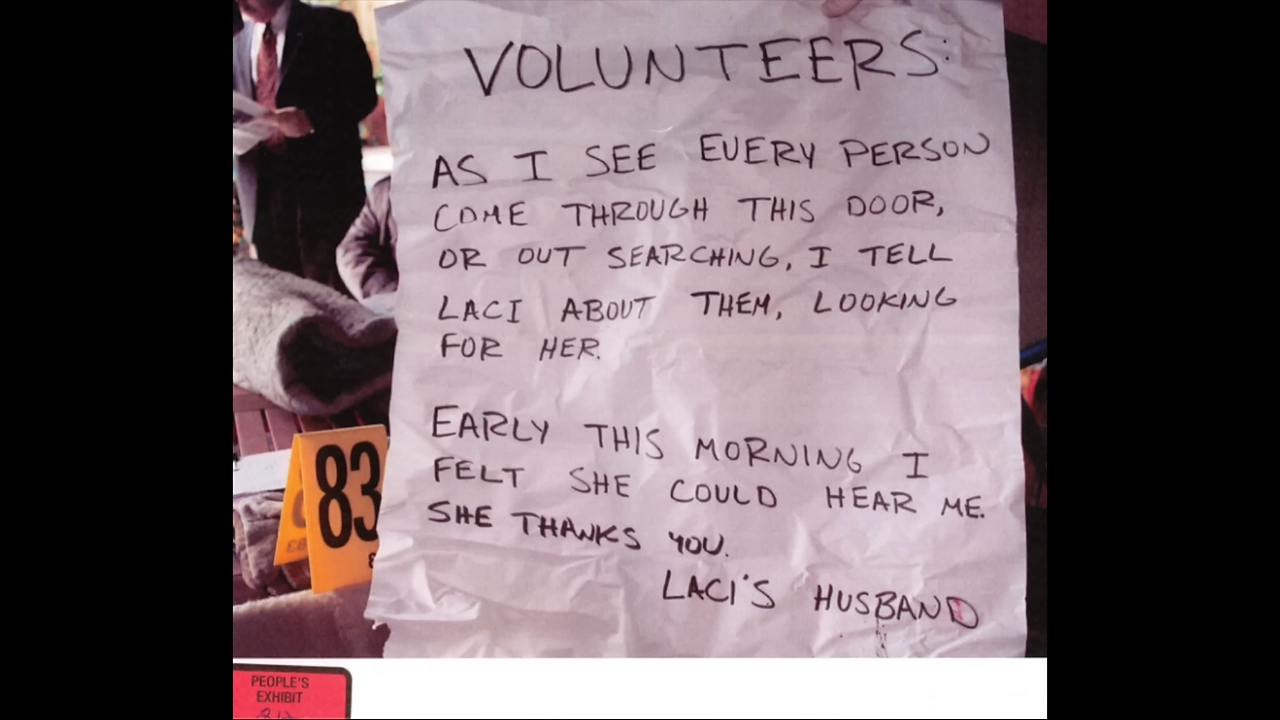 VOLUNTEERS:
AS I SEE EVERY PERSON
COME THROUGH THIS DOOR,
OR OUT SEARCHING, I TELL
LACI ABOUT THEM, LOOKING
FOR HER.
EARLY THIS MORNING I
FELT SHE COULD HEAR ME.
SHE THANKS YOU.
LACI'S HUSBAND
83
PEOPLE'S
EXHIBIT